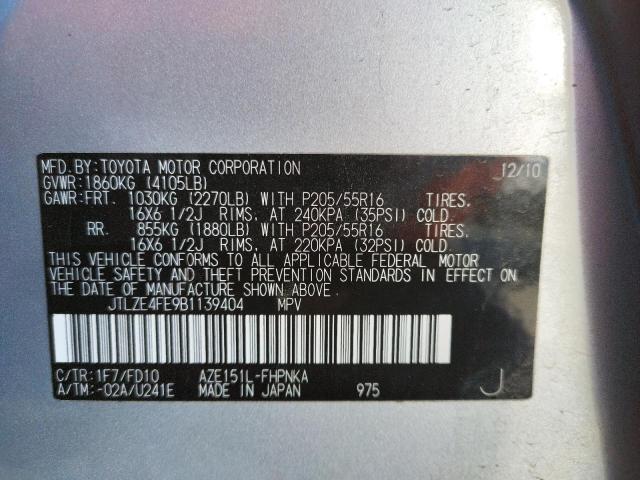 MFD.BY:TOYOTA MOTOR CORPORATION 12/10
GVWR:1860KG (4105LB)
GAWR:FRT. 1030KG (2270LB) WITH P205/55R16 TIRES.
16X6 1/2J RIMS, AT 240KPA (35PSI) COLD.
RR. 855KG (1880LB) WITH P205/55R16 TIRES.
16X6 1/2J RIMS, AT 220KPA (32PSI) COLD.
THIS VEHICLE CONFORMS TO ALL APPLICABLE FEDERAL MOTOR
VEHICLE SAFETY AND THEFT PREVENTION STANDARDS IN EFFECT
ON THE DATE OF MANUFACTURE SHOWN ABOVE.
JTLZE4FE9B1139404 MPV
C/TR:1F7/FD10 AZE151L-FHPNKA
A/TM:-02A/U241E MADE IN JAPAN 975 J